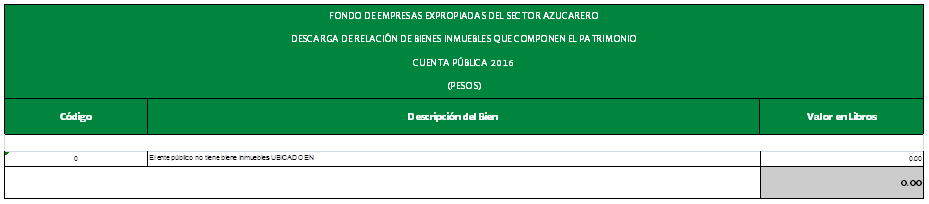 FONDO DE EMPRESAS EXPROPIADAS DEL SECTOR AZUCARERO
DESCARGA DE RELACIÓN DE BIENES INMUEBLES QUE COMPONEN EL PATRIMONIO
CUENTA PÚBLICA 2016
(PESOS)
Código Descripción del Bien Valor en Libros
0 El ente público no tiene biene inmuebles UBICADO EN 0.00
0.00